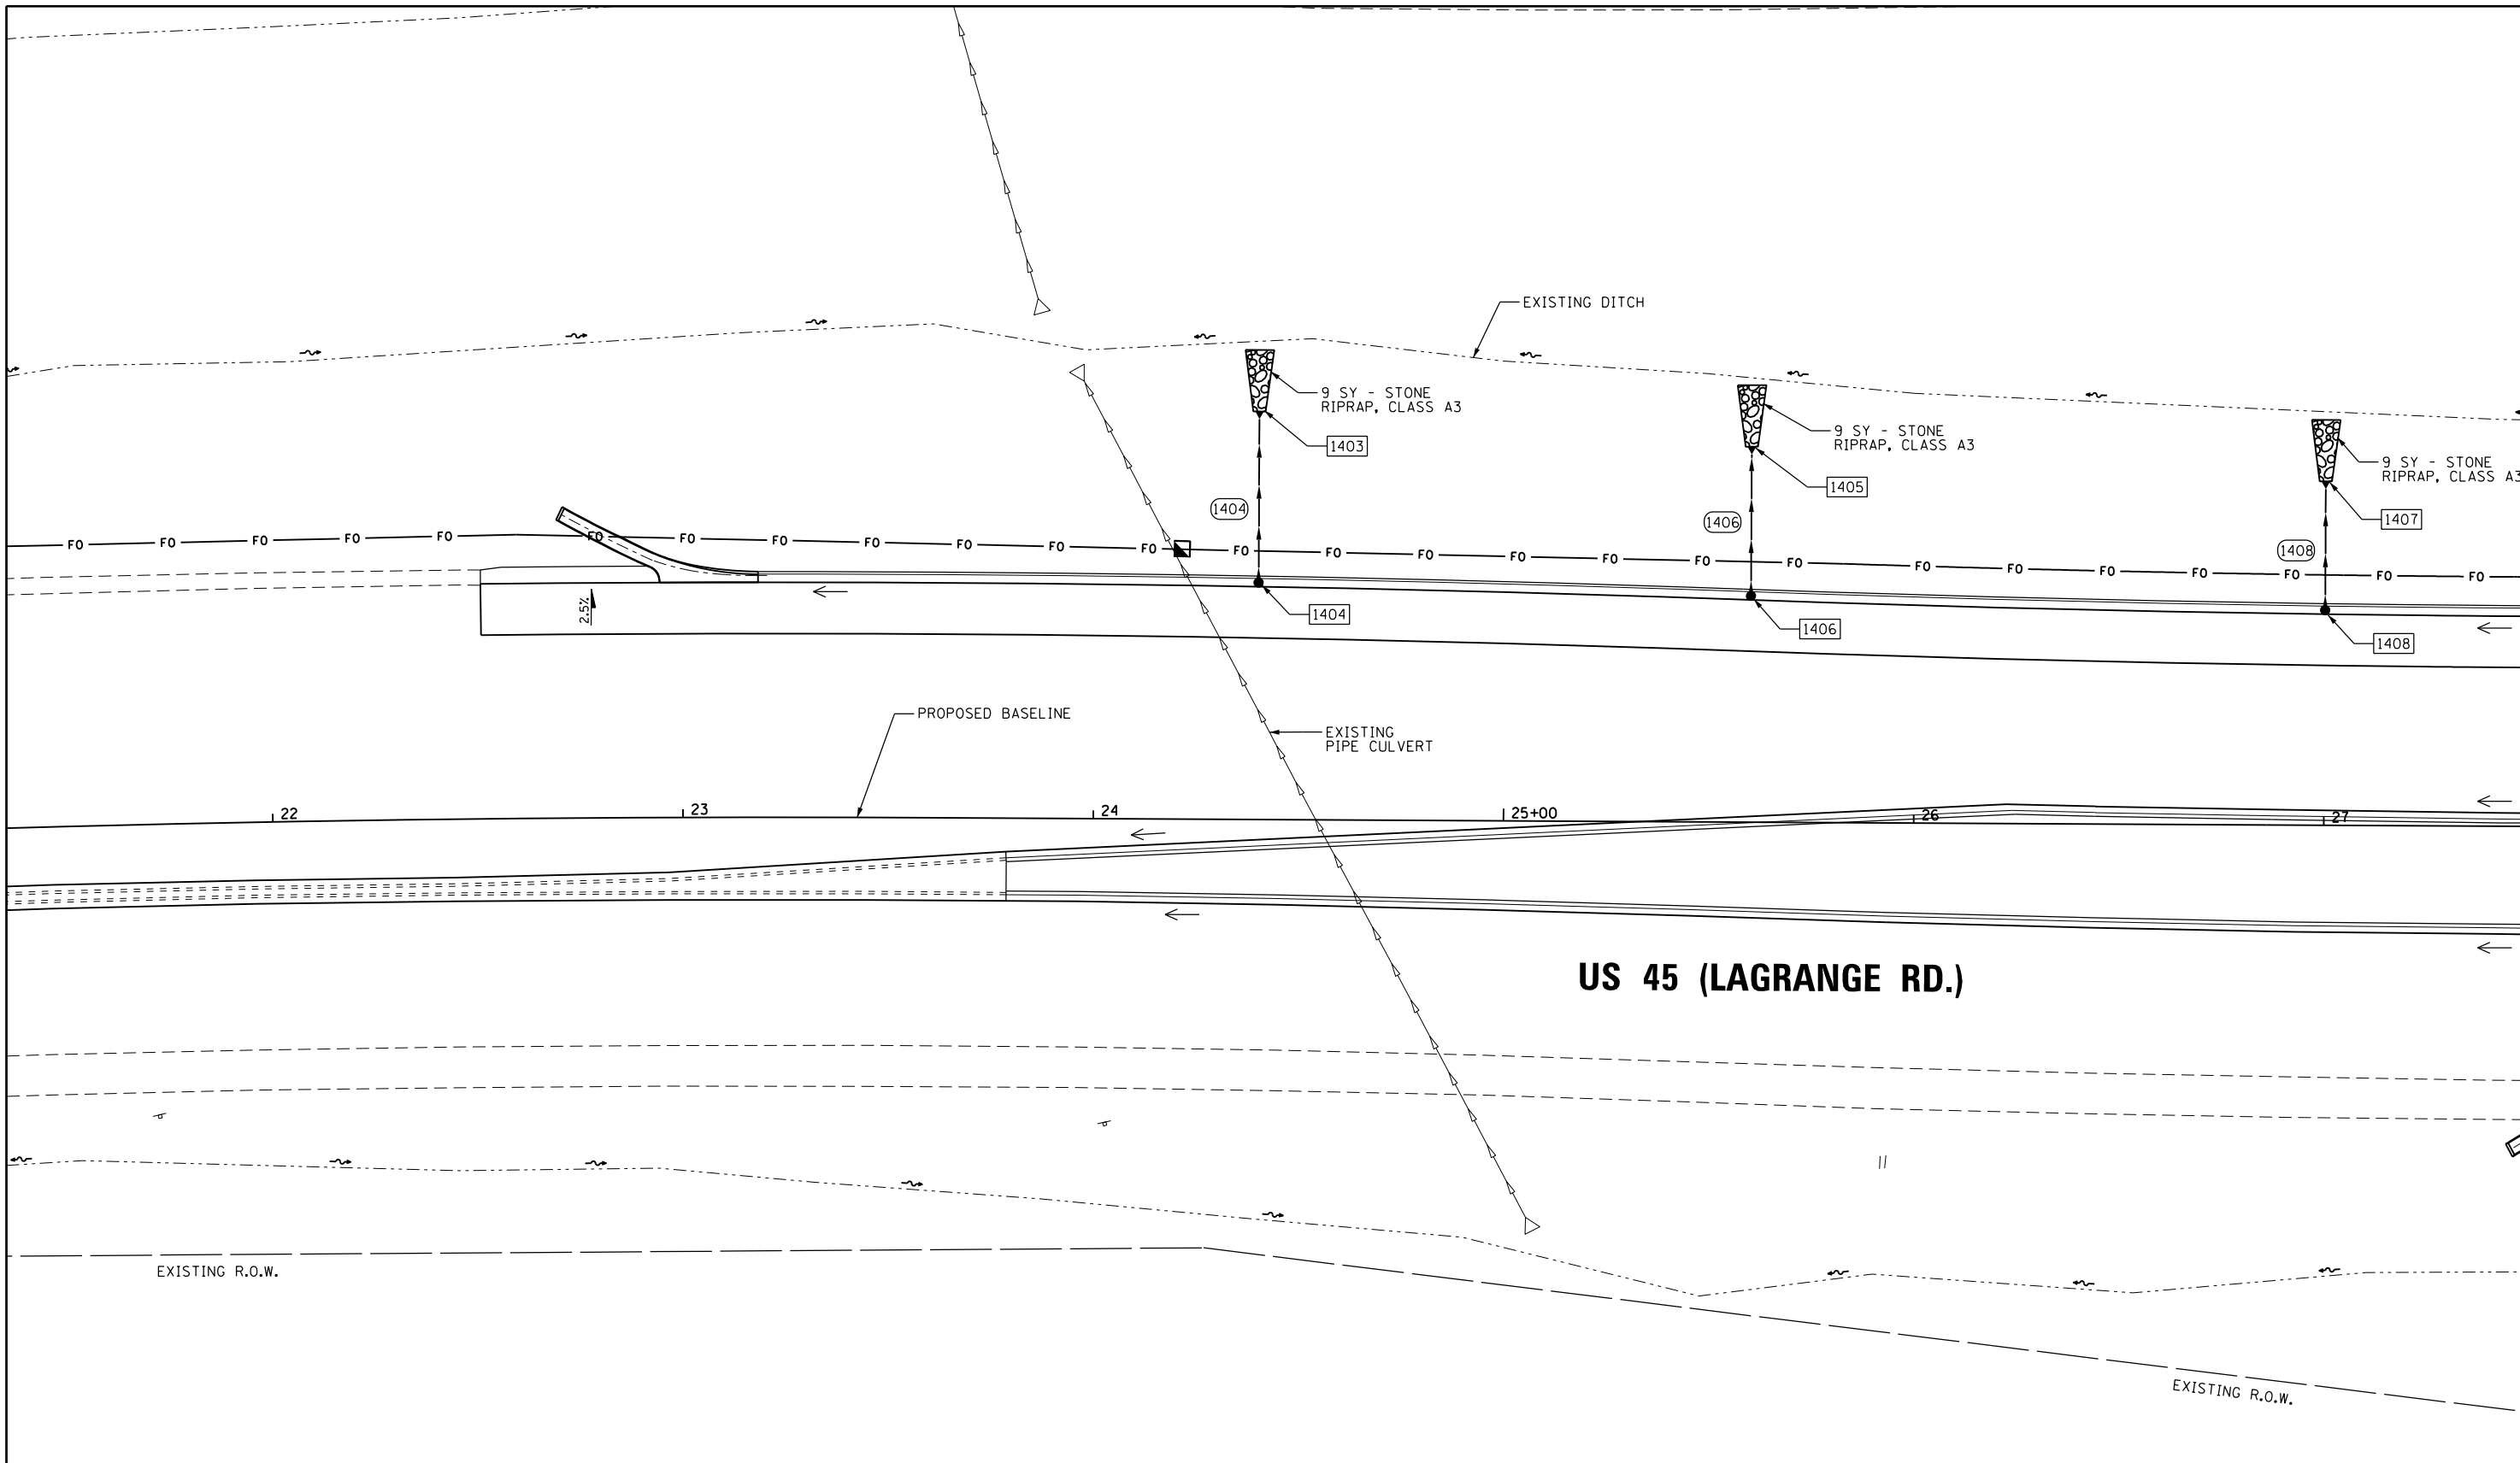 EXISTING DITCH
9 SY - STONE
RIPRAP, CLASS A3
1403
9 SY - STONE
RIPRAP, CLASS A3
1405
9 SY - STONE
RIPRAP, CLASS A3
1407
1404
1406
1408
FO FO FO FO FO FO FO FO FO FO FO FO FO FO FO FO FO FO FO FO FO FO FO FO FO FO FO
2.5%
1404
1406
1408
PROPOSED BASELINE
EXISTING
PIPE CULVERT
22 23 24 25+00 26 27
US 45 (LAGRANGE RD.)
EXISTING R.O.W.
EXISTING R.O.W.